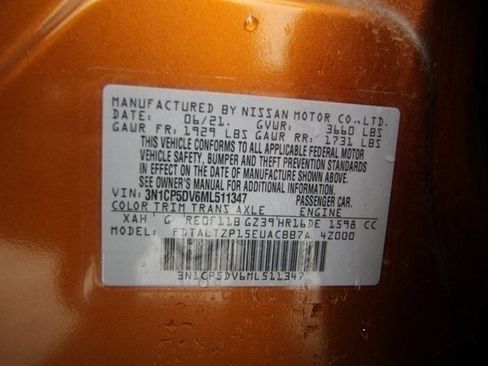 MANUFACTURED BY NISSAN MOTOR CO.,LTD.
DATE: 06/21. GVWR: 3660 LBS
GAWR FR: 1929 LBS GAWR RR: 1731 LBS
THIS VEHICLE CONFORMS TO ALL APPLICABLE FEDERAL MOTOR
VEHICLE SAFETY, BUMPER AND THEFT PREVENTION STANDARDS
IN EFFECT ON THE DATE OF MANUFACTURE SHOWN ABOVE.
SEE OWNER'S MANUAL FOR ADDITIONAL INFORMATION.
VIN: 3N1CP5DV6ML511347 PASSENGER CAR.
COLOR TRIM TRANS AXLE ENGINE
XAH G RE0F11B GZ39 HR16DE 1598 CC
MODEL: FDTALTZP15EUACBB7A 4Z000
3N1CP5DV6ML511347